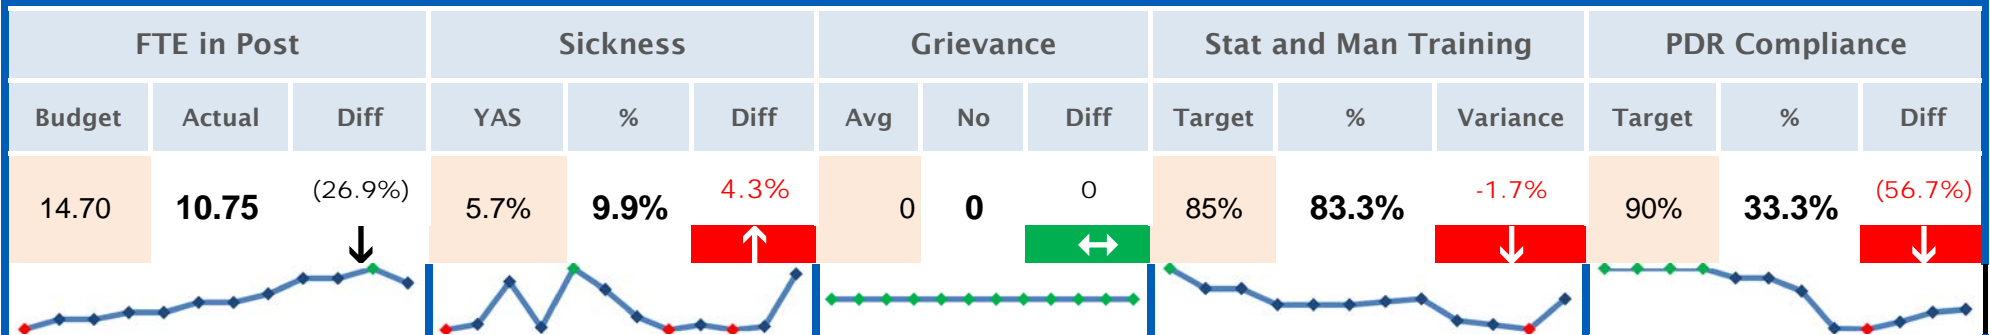 FTE in Post Sickness Grievance Stat and Man Training PDR Compliance
Budget Actual Diff YAS % Diff Avg No Diff Target % Variance Target % Diff
14.70 10.75 (26.9%) 5.7% 9.9% 4.3% 0 0 0 85% 83.3% -1.7% 90% 33.3% (56.7%)
↓ ↑ ↔ ↓ ↓